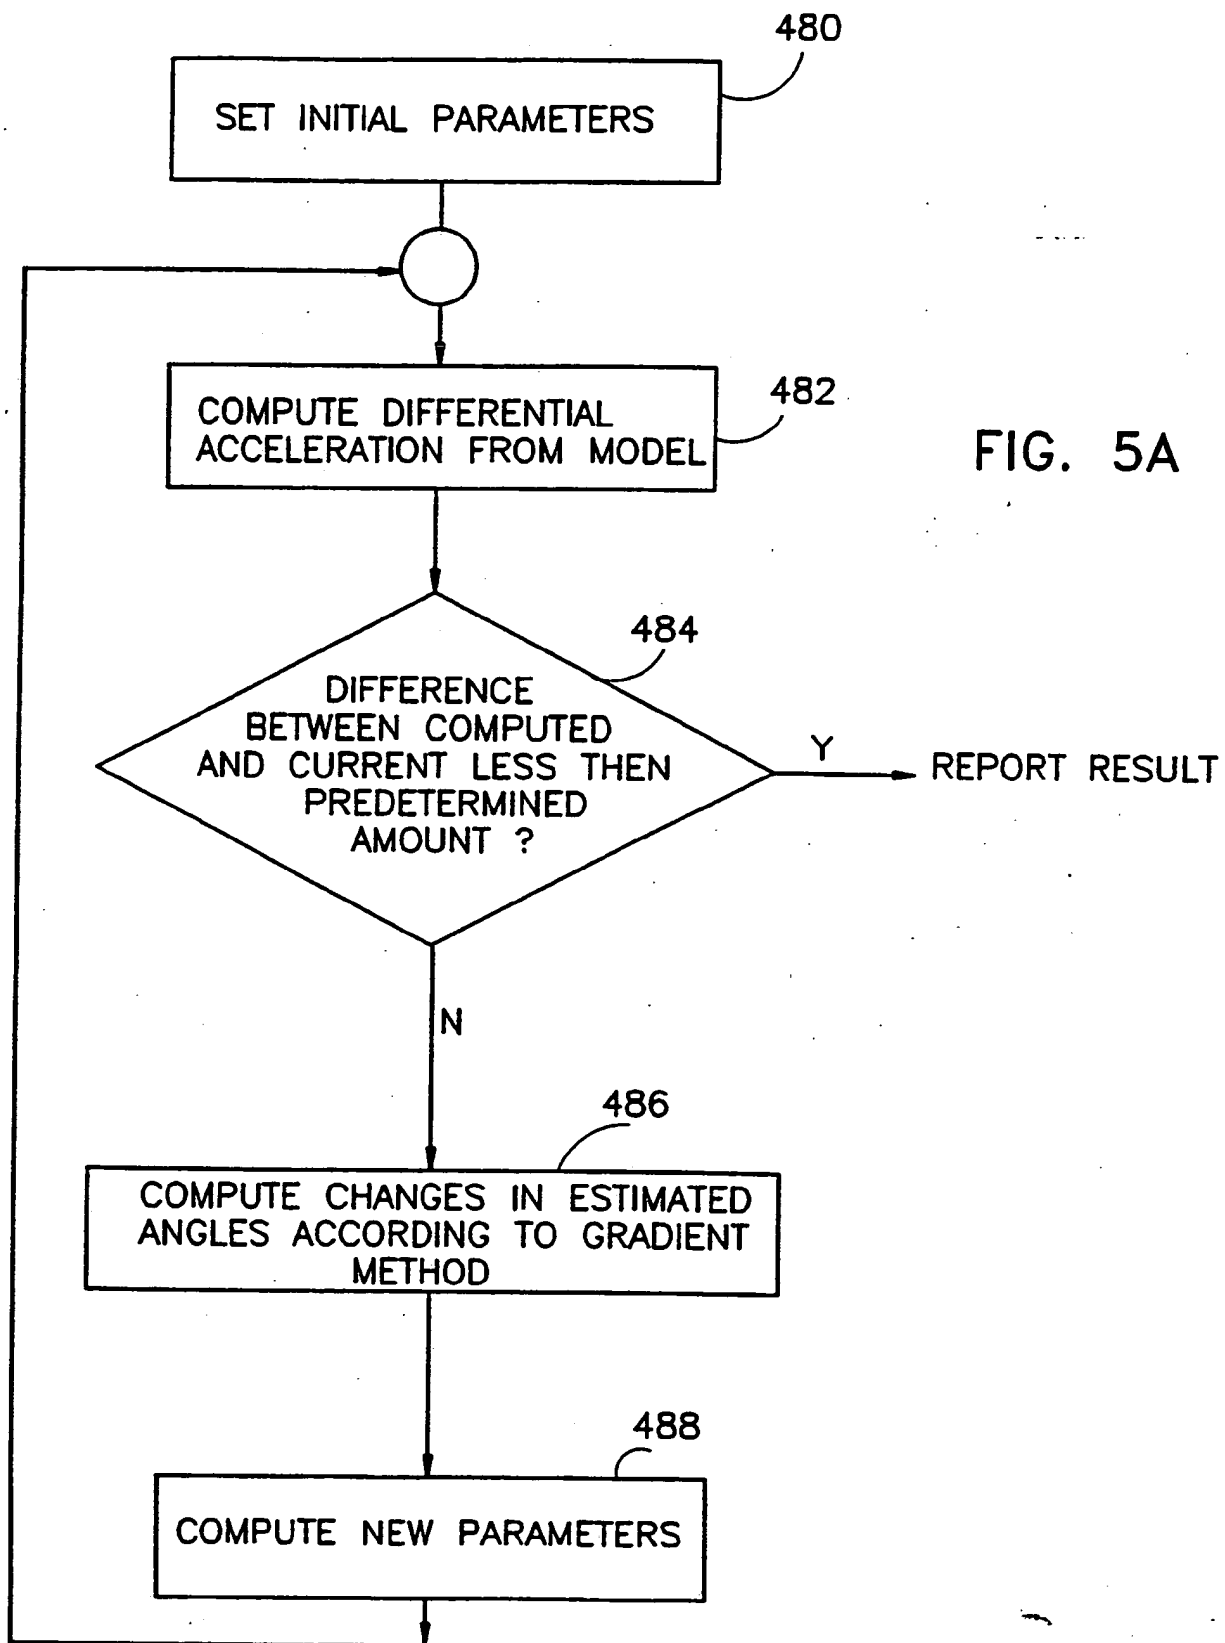 480
SET INITIAL PARAMETERS
482
COMPUTE DIFFERENTIAL
ACCELERATION FROM MODEL
FIG. 5A
484
DIFFERENCE
BETWEEN COMPUTED
AND CURRENT LESS THEN
PREDETERMINED
AMOUNT ?
Y
REPORT RESULT
N
486
COMPUTE CHANGES IN ESTIMATED
ANGLES ACCORDING TO GRADIENT
METHOD
488
COMPUTE NEW PARAMETERS